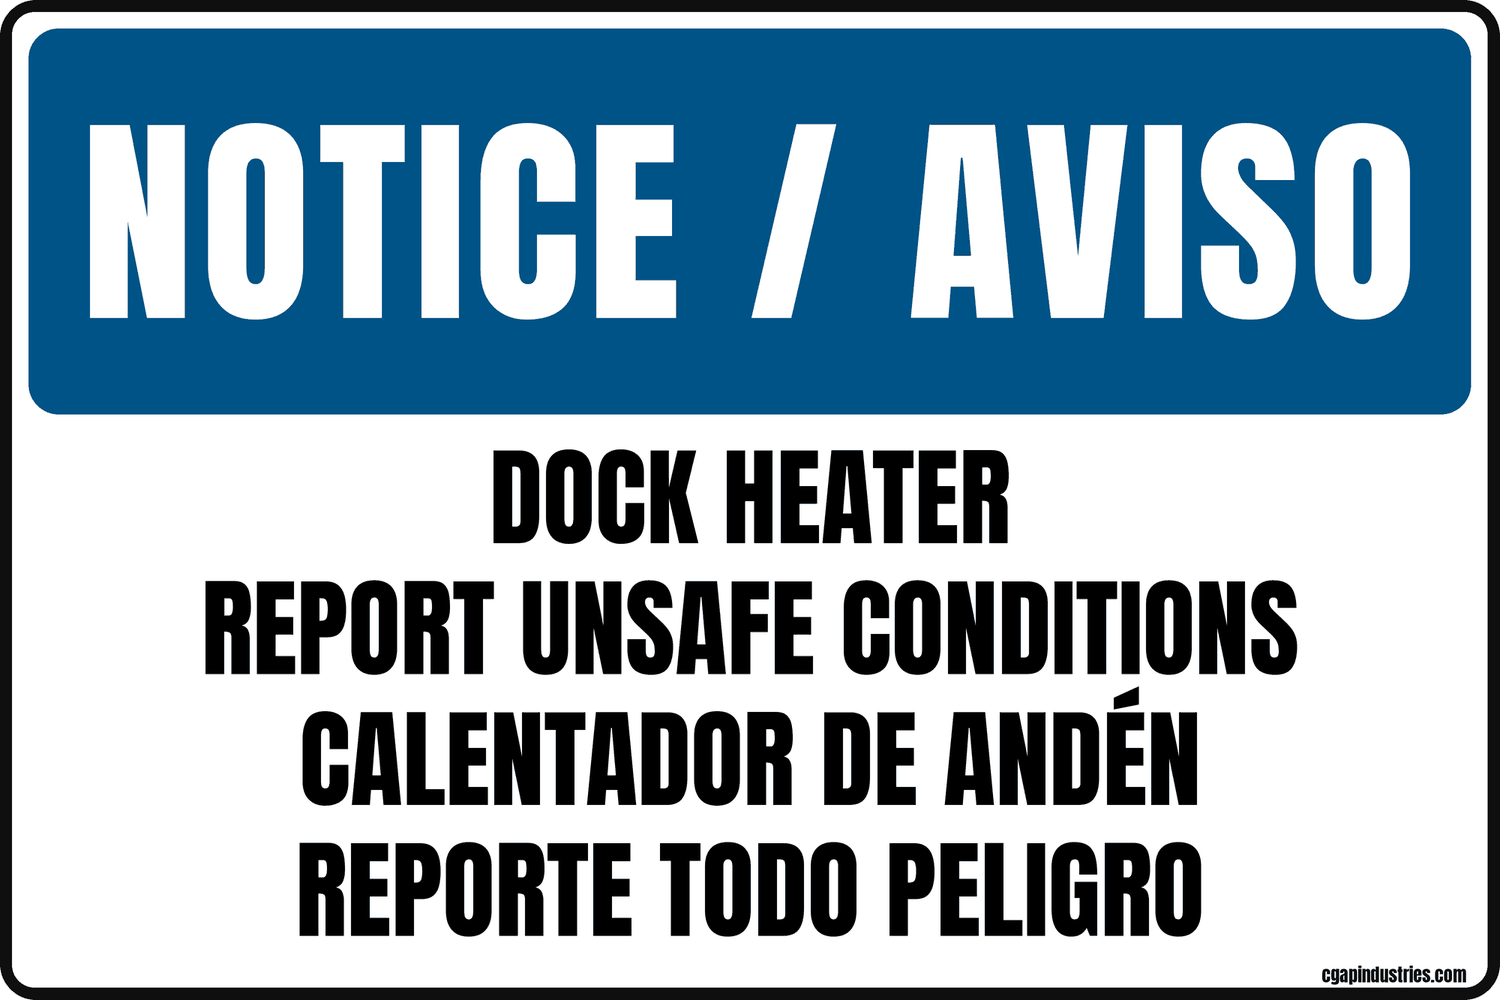 NOTICE / AVISO
DOCK HEATER
REPORT UNSAFE CONDITIONS
CALENTADOR DE ANDÉN
REPORTE TODO PELIGRO
cgapindustries.com